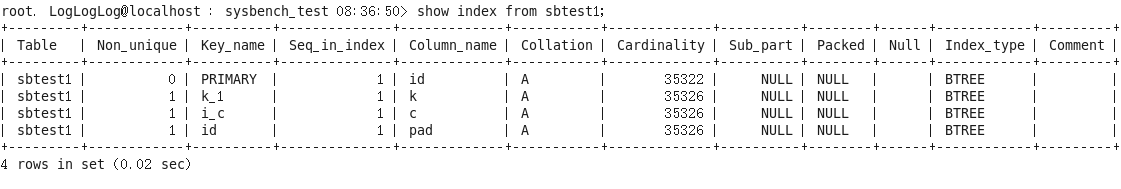 root. LogLogLog@localhost : sysbench_test 08:36:50> show index from sbtest1;
+---------+------------+----------+--------------+-------------+-----------+-------------+----------+--------+------+------------+---------+
| Table   | Non_unique | Key_name | Seq_in_index | Column_name | Collation | Cardinality | Sub_part | Packed | Null | Index_type | Comment |
+---------+------------+----------+--------------+-------------+-----------+-------------+----------+--------+------+------------+---------+
| sbtest1 |          0 | PRIMARY  |            1 | id          | A         |       35322 |     NULL | NULL   |      | BTREE      |         |
| sbtest1 |          1 | k_1      |            1 | k           | A         |       35326 |     NULL | NULL   |      | BTREE      |         |
| sbtest1 |          1 | i_c      |            1 | c           | A         |       35326 |     NULL | NULL   |      | BTREE      |         |
| sbtest1 |          1 | id       |            1 | pad         | A         |       35326 |     NULL | NULL   |      | BTREE      |         |
+---------+------------+----------+--------------+-------------+-----------+-------------+----------+--------+------+------------+---------+
4 rows in set (0.02 sec)